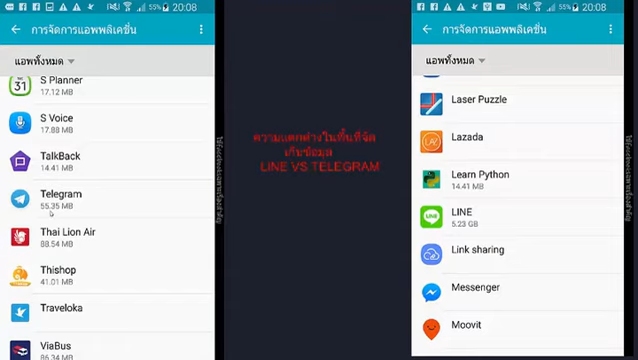 55% 20:08
การจัดการแอพพลิเคชั่น
แอพทั้งหมด
31
S Planner
17.12 MB
S Voice
17.88 MB
TalkBack
14.41 MB
Telegram
55.35 MB
Thai Lion Air
88.54 MB
Thishop
41.01 MB
Traveloka
ViaBus
86.34 MB
ความแตกต่างในพื้นที่จัด
เก็บข้อมูล
LINE VS TELEGRAM
55% 20:08
การจัดการแอพพลิเคชั่น
แอพทั้งหมด
Laser Puzzle
Lazada
Learn Python
14.41 MB
LINE
LINE
5.23 GB
Link sharing
Messenger
Moovit